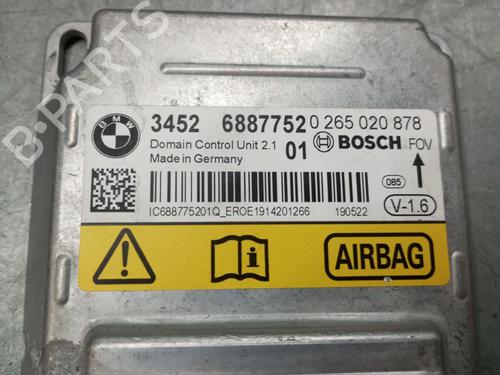 B-PARTS
BMW
3452 6887752 01
0 265 020 878
Domain Control Unit 2.1
Made in Germany
BOSCH
FOV
085
V-1.6
IC688775201Q_EROE1914201266
190522
!
i
AIRBAG